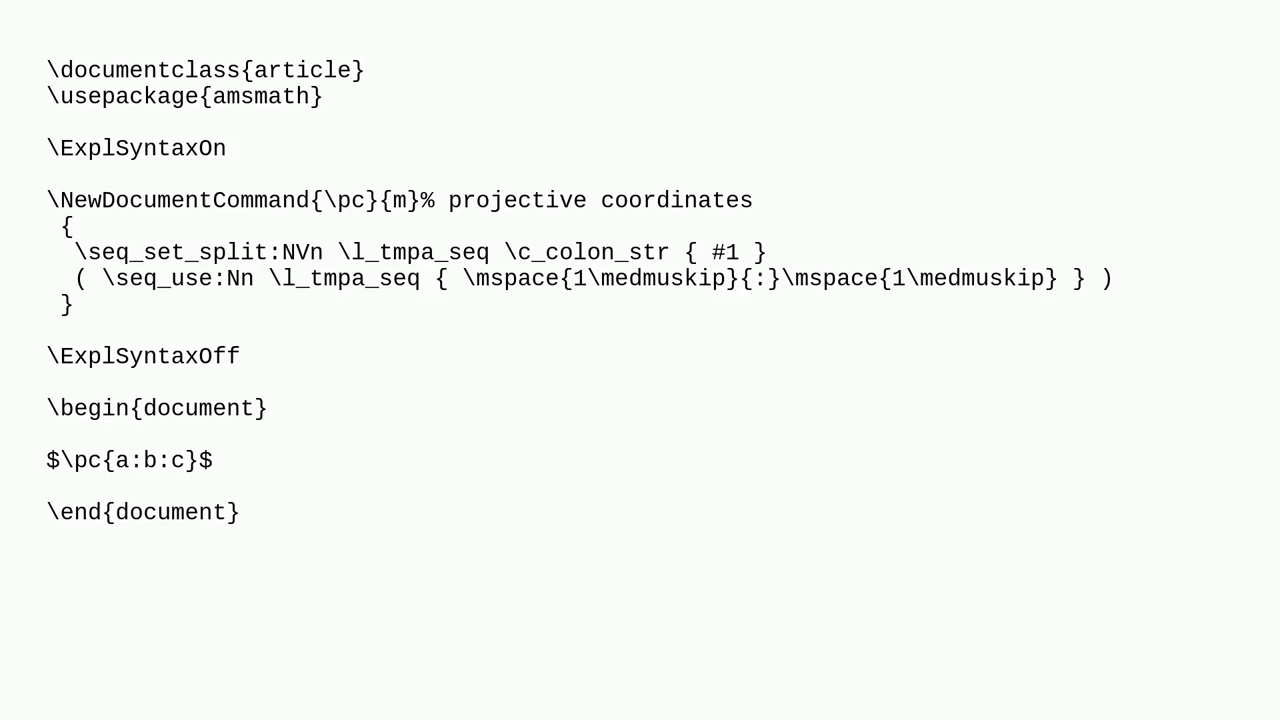 \documentclass{article}
\usepackage{amsmath}
\ExplSyntaxOn
\NewDocumentCommand{\pc}{m}% projective coordinates
 {
  \seq_set_split:NVn \l_tmpa_seq \c_colon_str { #1 }
  ( \seq_use:Nn \l_tmpa_seq { \mspace{1\medmuskip}{:}\mspace{1\medmuskip} } )
 }
\ExplSyntaxOff
\begin{document}
$\pc{a:b:c}$
\end{document}